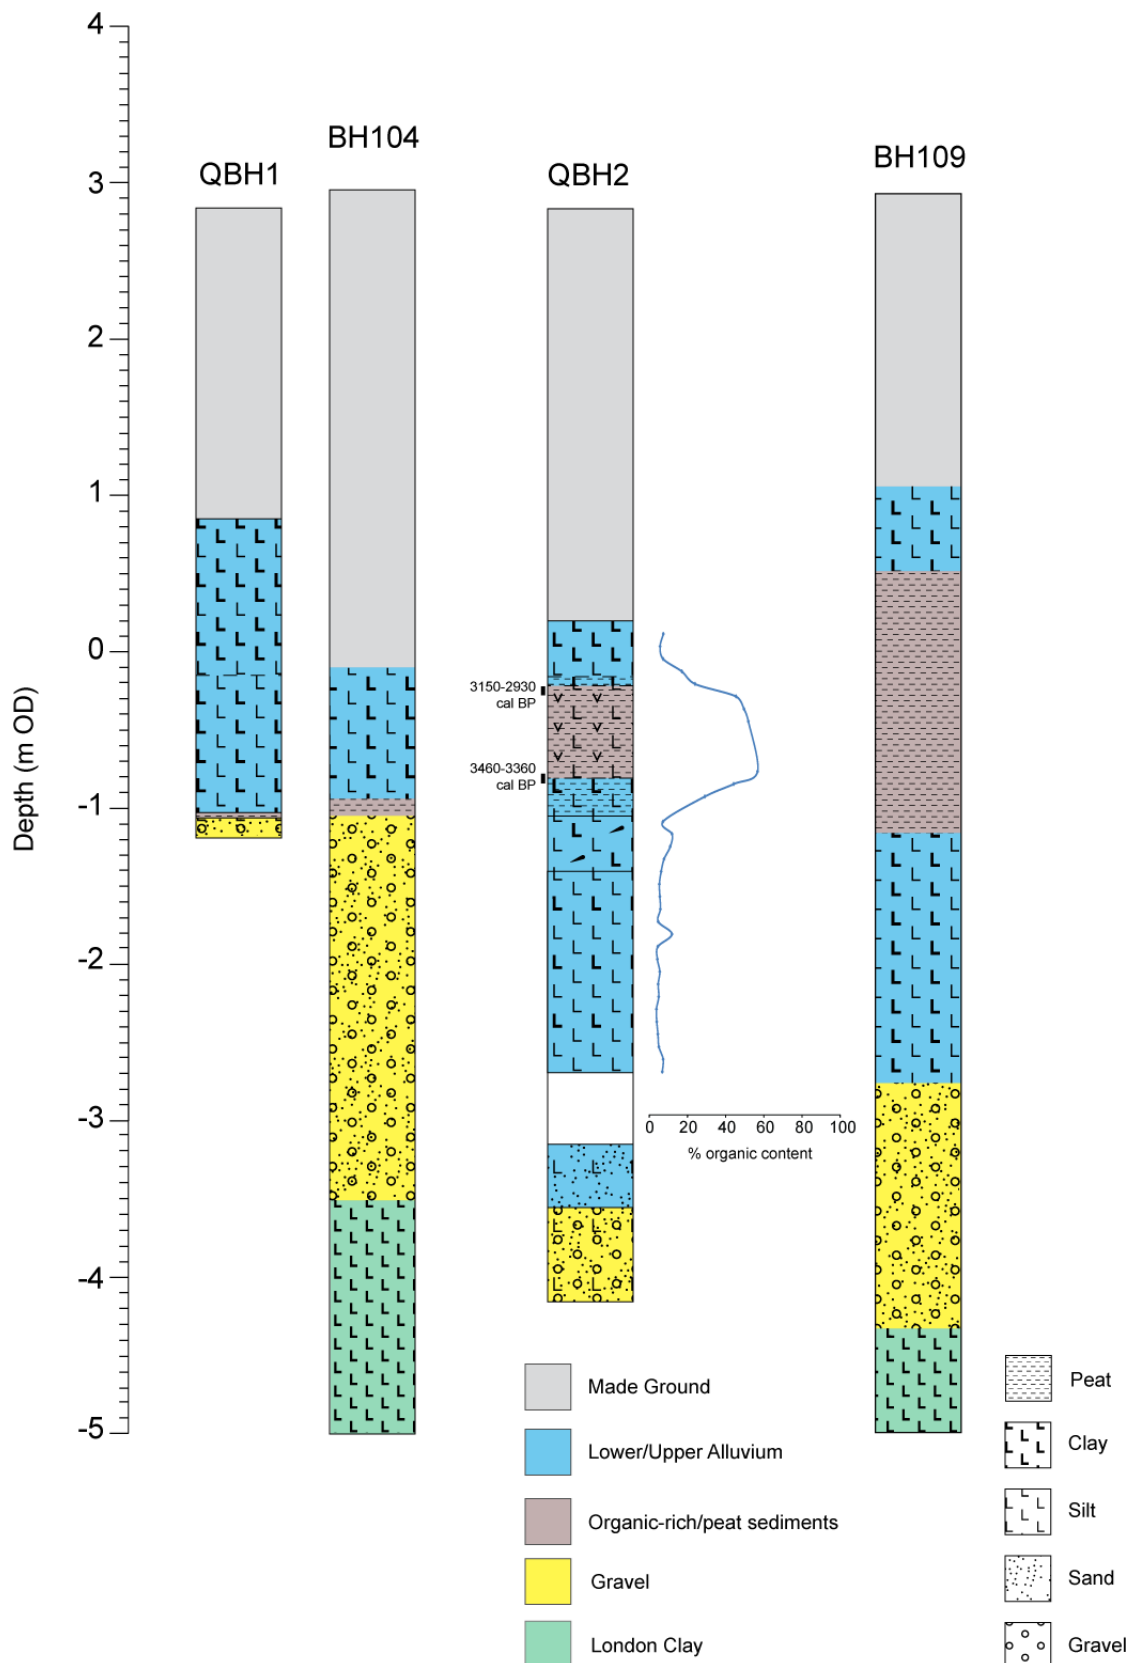 4
BH104
QBH1
QBH2
BH109
3
2
1
0
3150-2930
cal BP
Depth (m OD)
3460-3360
cal BP
-1
-2
-3
0 20 40 60 80 100
% organic content
-4
-5
Made Ground
Lower/Upper Alluvium
Organic-rich/peat sediments
Gravel
London Clay
Peat
Clay
Silt
Sand
Gravel